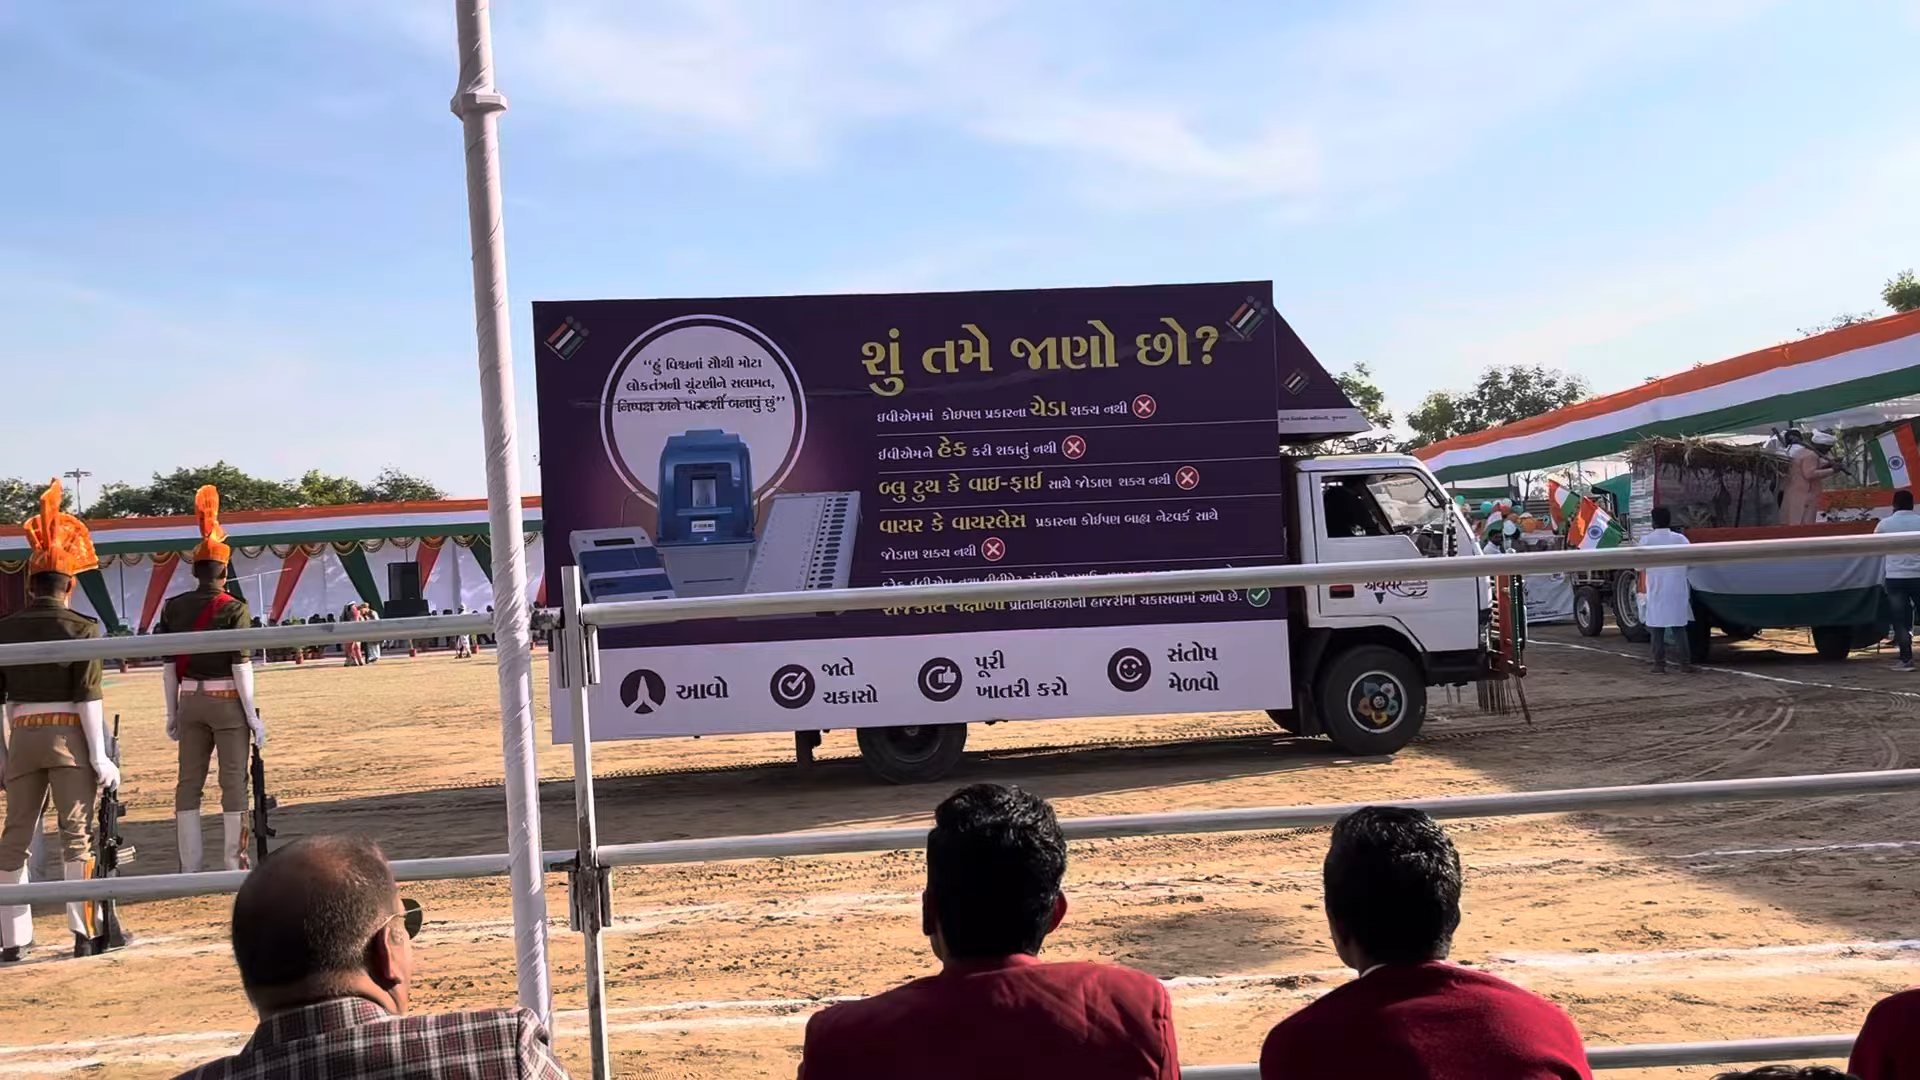 “હું વિશ્વનાં સૌથી મોટા
લોકતંત્રની ચૂંટણીને સલામત,
નિષ્પક્ષ અને પારદર્શી બનાવું છું”
શું તમે જાણો છો?
ઇવીએમમાં કોઇપણ પ્રકારના ચેડા શક્ય નથી
ઈવીએમને હેક કરી શકાતું નથી
બ્લુ ટુથ કે વાઇ-ફાઈ સાથે જોડાણ શક્ય નથી
વાયર કે વાયરલેસ પ્રકારના કોઈપણ બાહ્ય નેટવર્ક સાથે
જોડાણ શક્ય નથી
રાજકીય પક્ષોના પ્રતિનિધિઓની હાજરીમાં ચકાસવામાં આવે છે.
આવો
જાતે
ચકાસો
પૂરી
ખાતરી કરો
સંતોષ
મેળવો